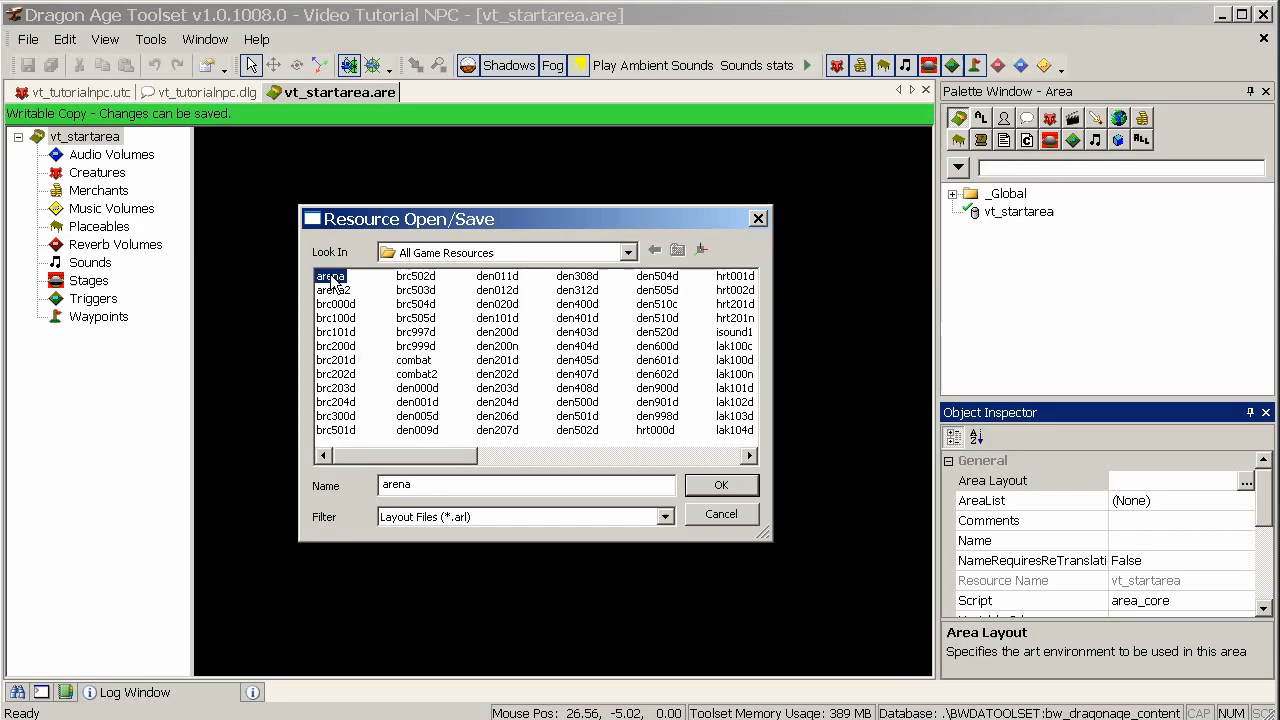 Dragon Age Toolset v1.0.1008.0 - Video Tutorial NPC - [vt_startarea.are]
File Edit View Tools Window Help
Shadows Fog Play Ambient Sounds Sounds stats
vt_tutorialnpc.utc vt_tutorialnpc.dlg vt_startarea.are
Writable Copy - Changes can be saved.
vt_startarea
Audio Volumes
Creatures
Merchants
Music Volumes
Placeables
Reverb Volumes
Sounds
Stages
Triggers
Waypoints
Resource Open/Save
Look In All Game Resources
arena brc502d den011d den308d den504d hrt001d
arena2 brc503d den012d den312d den505d hrt002d
brc000d brc504d den020d den400d den510c hrt201d
brc100d brc505d den101d den401d den510d hrt201n
brc101d brc997d den200d den403d den520d isound1
brc200d brc999d den200n den404d den600d lak100c
brc201d combat den201d den405d den601d lak100d
brc202d combat2 den202d den407d den602d lak100n
brc203d den000d den203d den408d den900d lak101d
brc204d den001d den204d den500d den901d lak102d
brc300d den005d den206d den501d den998d lak103d
brc501d den009d den207d den502d hrt000d lak104d
Name arena OK
Filter Layout Files (*.arl) Cancel
Palette Window - Area
AL
C
ALL
_Global
vt_startarea
Object Inspector
General
Area Layout ...
AreaList (None)
Comments
Name
NameRequiresReTranslati False
Resource Name vt_startarea
Script area_core
Area Layout
Specifies the art environment to be used in this area
Log Window
Ready Mouse Pos: 26.56, -5.02, 0.00 Toolset Memory Usage: 389 MB Database: .\BWDATOOLSET:bw_dragonage_content CAP NUM SCR